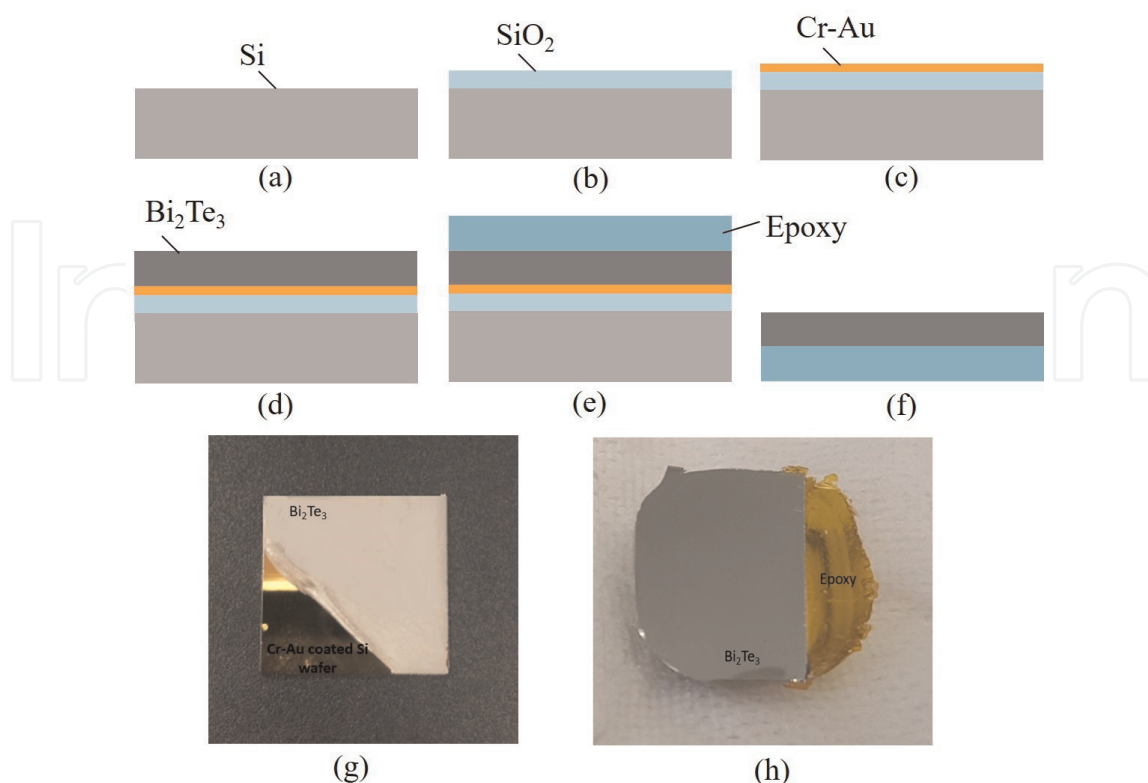 Si
SiO₂
Cr-Au
(a)
(b)
(c)
Bi₂Te₃
Epoxy
(d)
(e)
(f)
Bi₂Te₃
Cr-Au coated Si
wafer
Epoxy
Bi₂Te₃
(g)
(h)